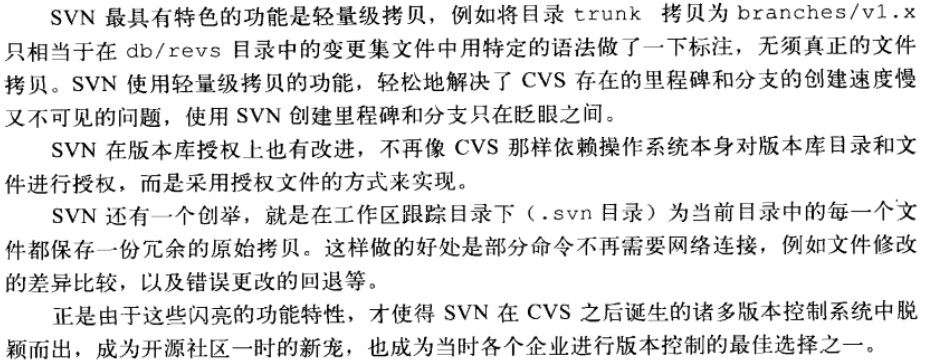 SVN 最具有特色的功能是轻量级拷贝，例如将目录 trunk 拷贝为 branches/v1.x
只相当于在 db/revs 目录中的变更集文件中用特定的语法做了一下标注，无须真正的文件
拷贝。SVN 使用轻量级拷贝的功能，轻松地解决了 CVS 存在的里程碑和分支的创建速度慢
又不可见的问题，使用 SVN 创建里程碑和分支只在眨眼之间。
SVN 在版本库授权上也有改进，不再像 CVS 那样依赖操作系统本身对版本库目录和文
件进行授权，而是采用授权文件的方式来实现。
SVN 还有一个创举，就是在工作区跟踪目录下（.svn 目录）为当前目录中的每一个文
件都保存一份冗余的原始拷贝。这样做的好处是部分命令不再需要网络连接，例如文件修改
的差异比较，以及错误更改的回退等。
正是由于这些闪亮的功能特性，才使得 SVN 在 CVS 之后诞生的诸多版本控制系统中脱
颖而出，成为开源社区一时的新宠，也成为当时各个企业进行版本控制的最佳选择之一。